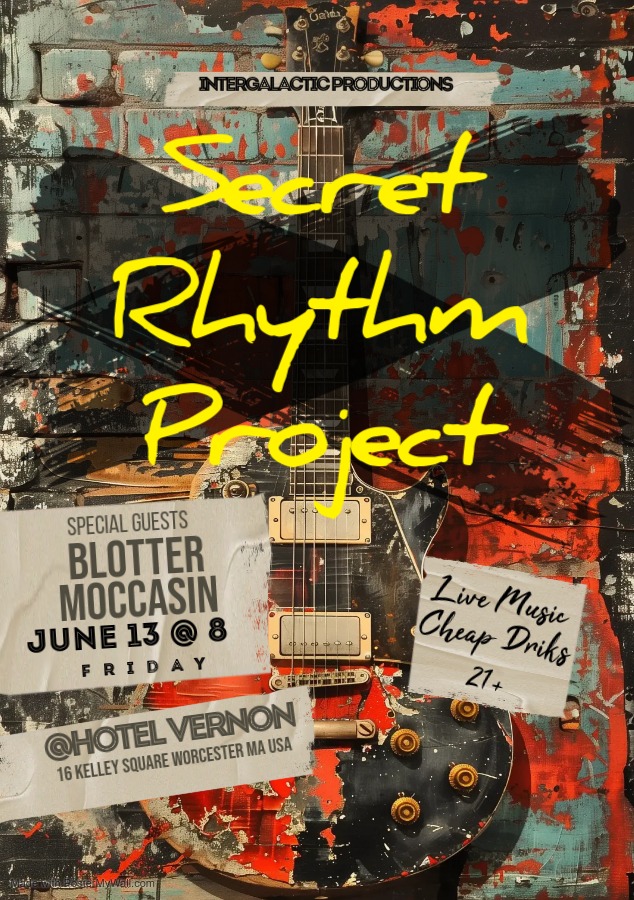 INTERGALACTIC PRODUCTIONS
Secret
Rhythm
Project
SPECIAL GUESTS
BLOTTER
MOCCASIN
JUNE 13 @ 8
FRIDAY
Live Music
Cheap Driks
21+
@HOTEL VERNON
16 KELLEY SQUARE WORCESTER MA USA